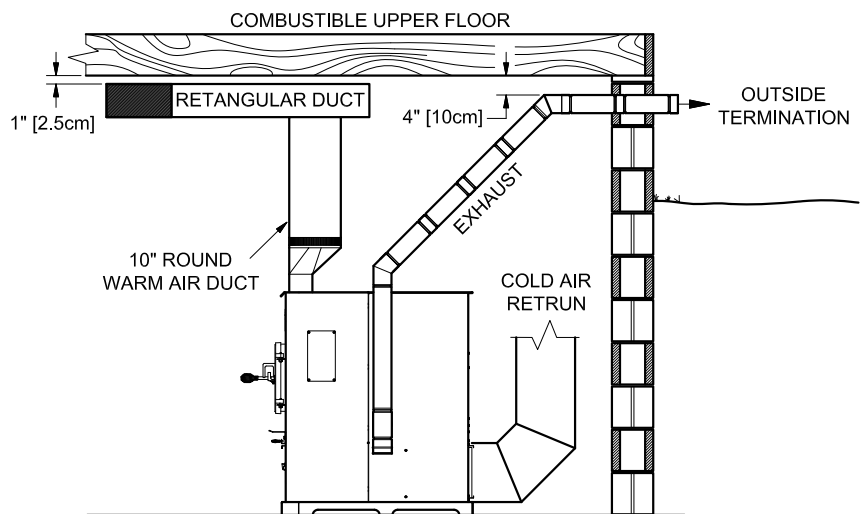 COMBUSTIBLE UPPER FLOOR
RETANGULAR DUCT
1" [2.5cm]
4" [10cm]
OUTSIDE
TERMINATION
EXHAUST
10" ROUND
WARM AIR DUCT
COLD AIR
RETRUN